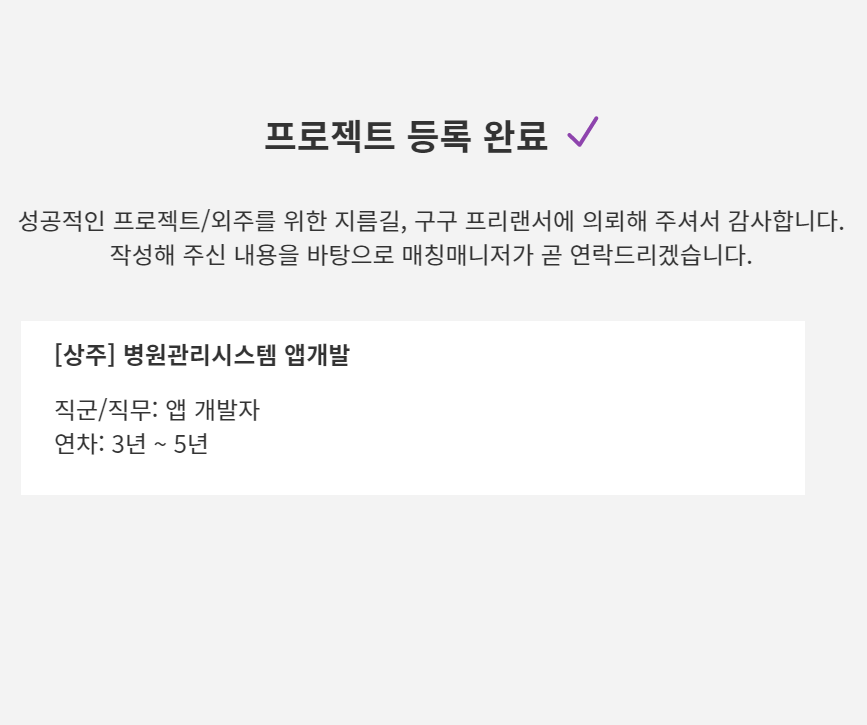 프로젝트 등록 완료
성공적인 프로젝트/외주를 위한 지름길, 구구 프리랜서에 의뢰해 주셔서 감사합니다.
작성해 주신 내용을 바탕으로 매칭매니저가 곧 연락드리겠습니다.
[상주] 병원관리시스템 앱개발
직군/직무: 앱 개발자
연차: 3년 ~ 5년